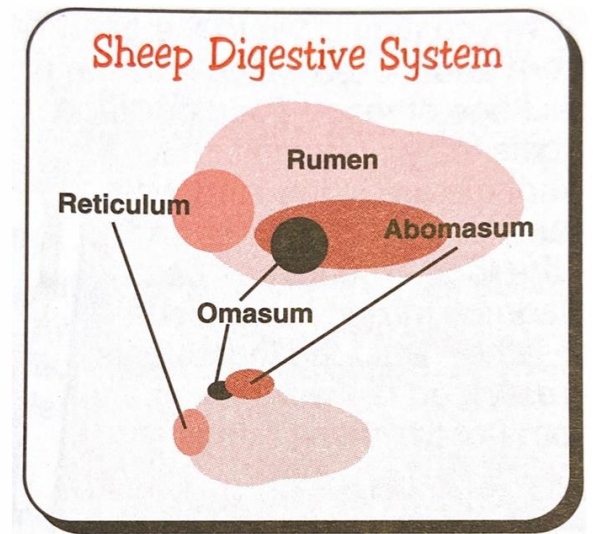 Sheep Digestive System
Rumen
Reticulum
Abomasum
Omasum